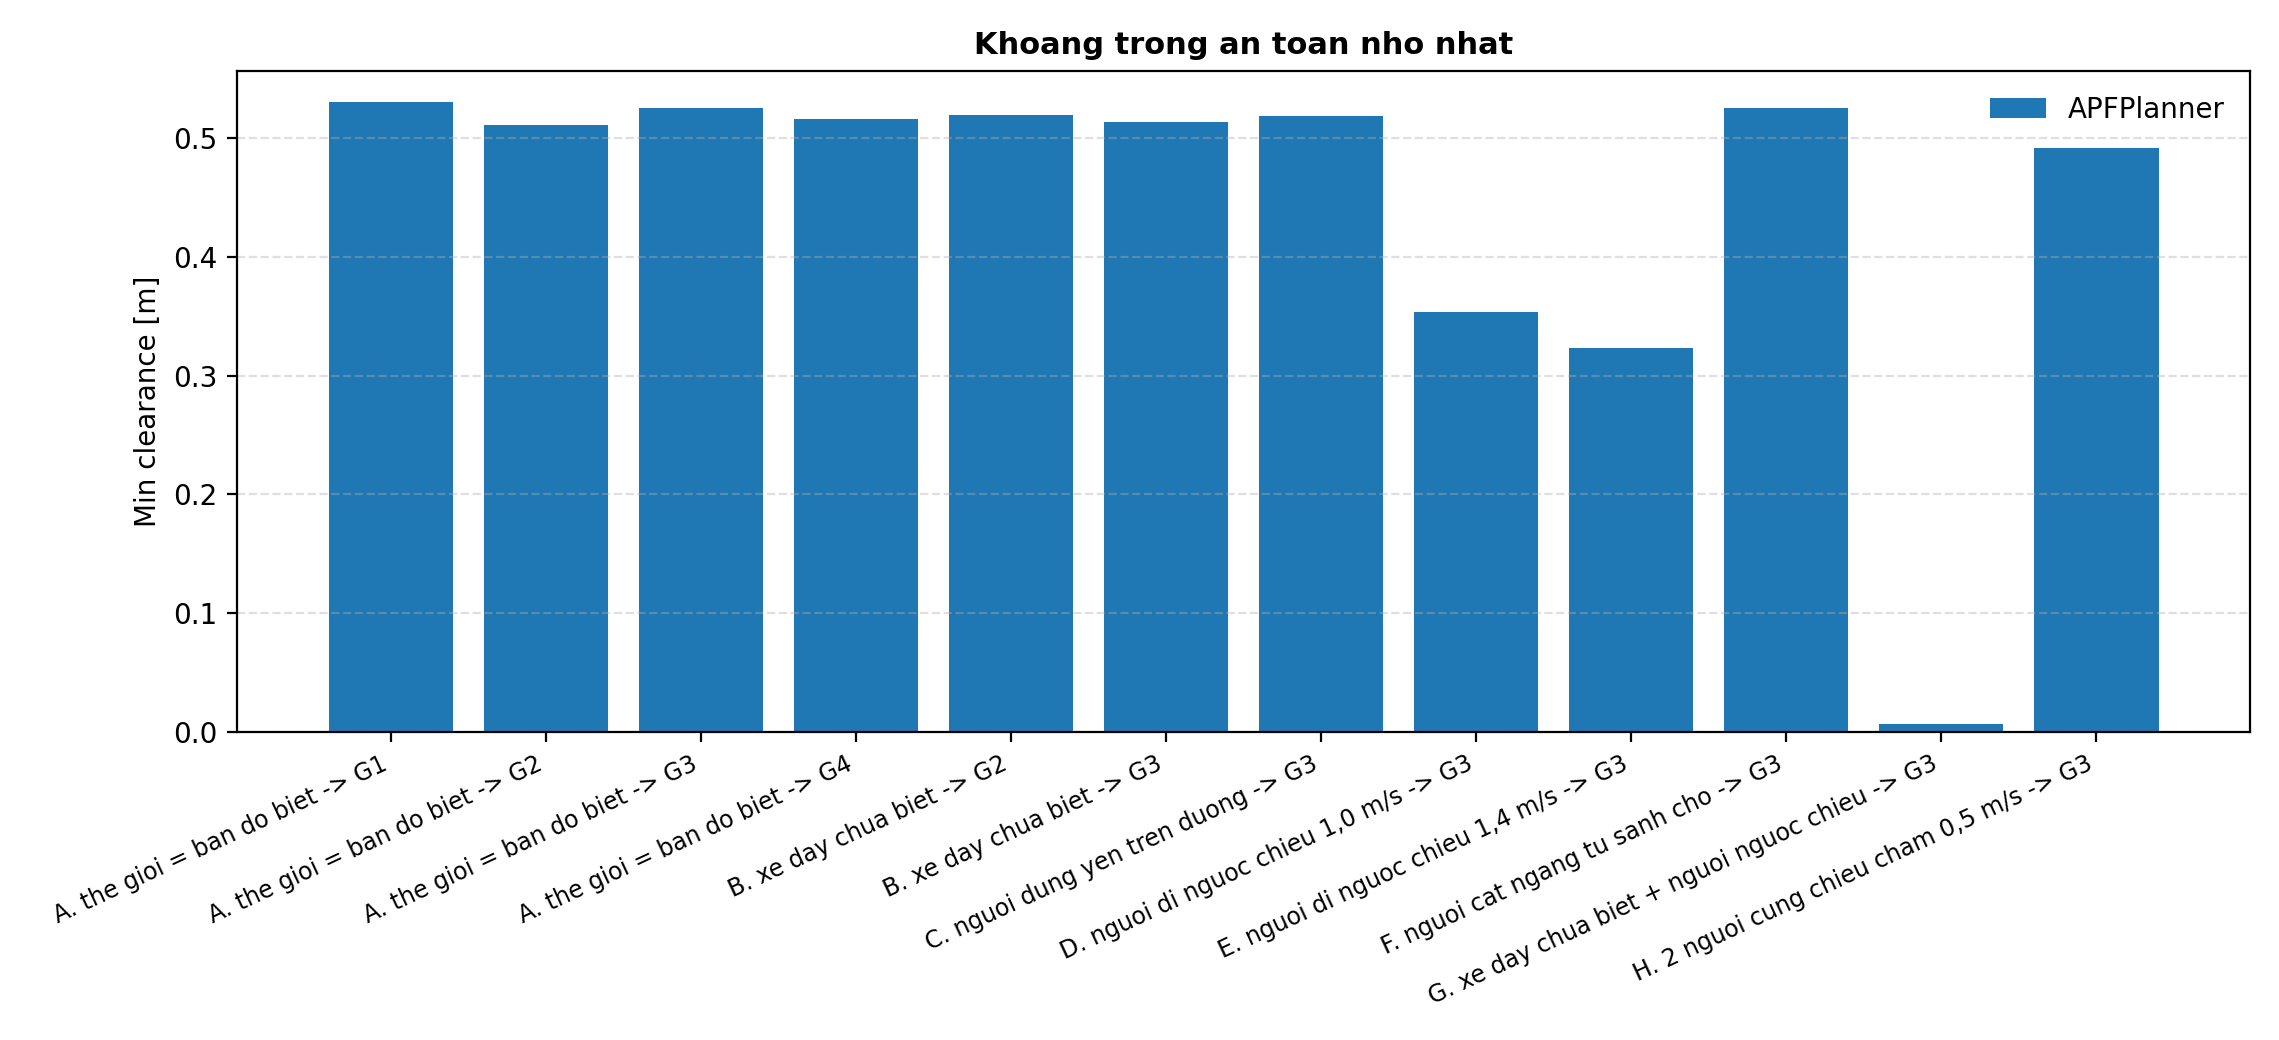 Khoang trong an toan nho nhat
APFPlanner
Min clearance [m]
0.5
0.4
0.3
0.2
0.1
0.0
A. the gioi = ban do biet -> G1
A. the gioi = ban do biet -> G2
A. the gioi = ban do biet -> G3
A. the gioi = ban do biet -> G4
B. xe day chua biet -> G2
B. xe day chua biet -> G3
C. nguoi dung yen tren duong -> G3
D. nguoi di nguoc chieu 1,0 m/s -> G3
E. nguoi di nguoc chieu 1,4 m/s -> G3
F. nguoi cat ngang tu sanh cho -> G3
G. xe day chua biet + nguoi nguoc chieu -> G3
H. 2 nguoi cung chieu cham 0,5 m/s -> G3